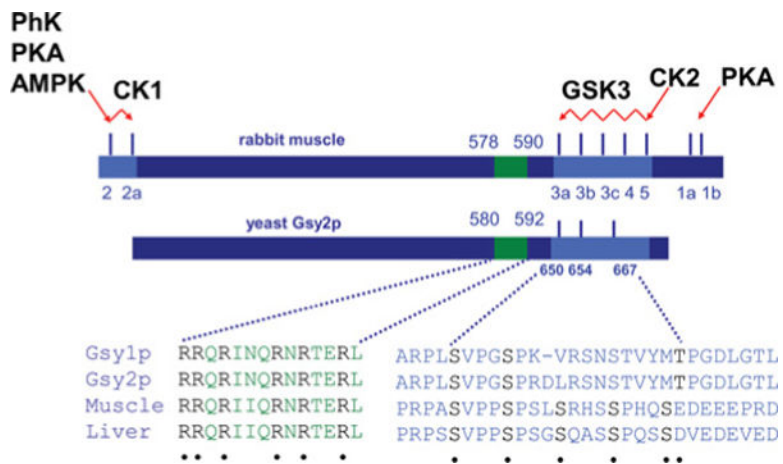 PhK
PKA
AMPK
CK1
GSK3
CK2
PKA
rabbit muscle
578
590
2
2a
3a
3b
3c
4
5
1a
1b
yeast Gsy2p
580
592
650
654
667
Gsy1p RRQRINQRNRTERL ARPLSVPGSPK-VRSNSTVYMTPGDLGTL
Gsy2p RRQRINQRNRTERL ARPLSVPGSPRDLRSNSTVYMTPGDLGTL
Muscle RRQRIIQRNRTERL PRPASVPPSPSLSRHSSPHQSEDEEEPRD
Liver RRQRIIQRNRTERL PRPSSVPPSPSGSQASSPQSSDVEDEVED